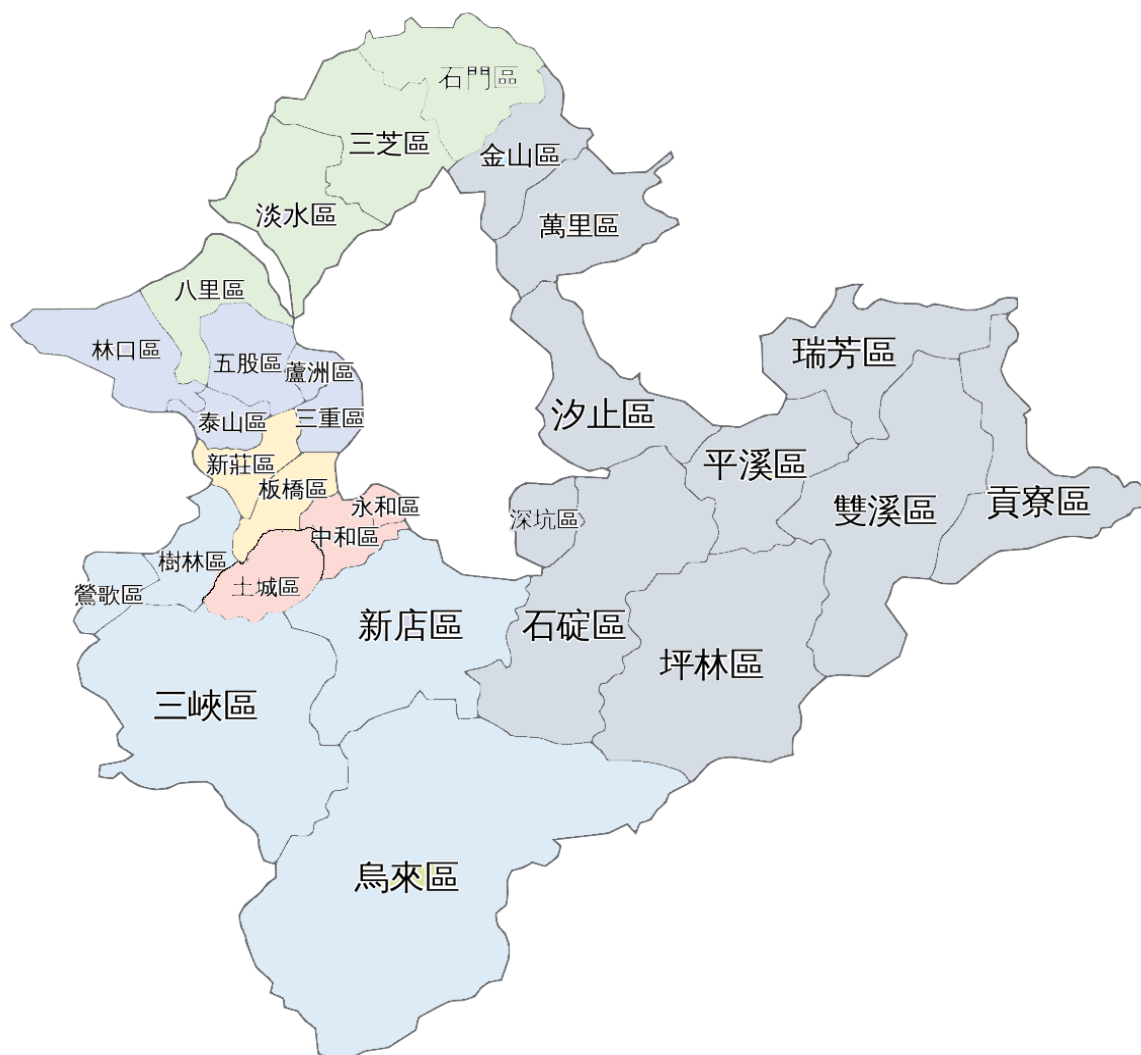 石門區
三芝區
金山區
淡水區
萬里區
八里區
林口區
五股區
蘆洲區
瑞芳區
泰山區
三重區
汐止區
新莊區
平溪區
板橋區
永和區
雙溪區
貢寮區
深坑區
中和區
樹林區
土城區
鶯歌區
新店區
石碇區
坪林區
三峽區
烏來區